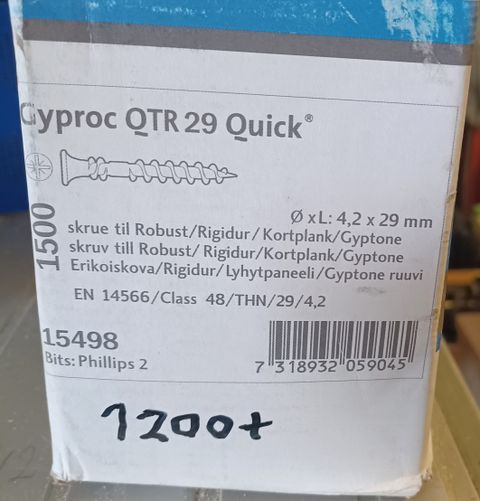 Gyproc QTR 29 Quick®
Ø x L: 4,2 x 29 mm
1500
skrue til Robust/Rigidur/Kortplank/Gyptone
skruv till Robust/ Rigidur/Kortplank/Gyptone
Erikoiskova/Rigidur/Lyhytpaneeli/Gyptone ruuvi
EN 14566/Class 48/THN/29/4,2
15498
Bits: Phillips 2
7 318932 059045
1200+